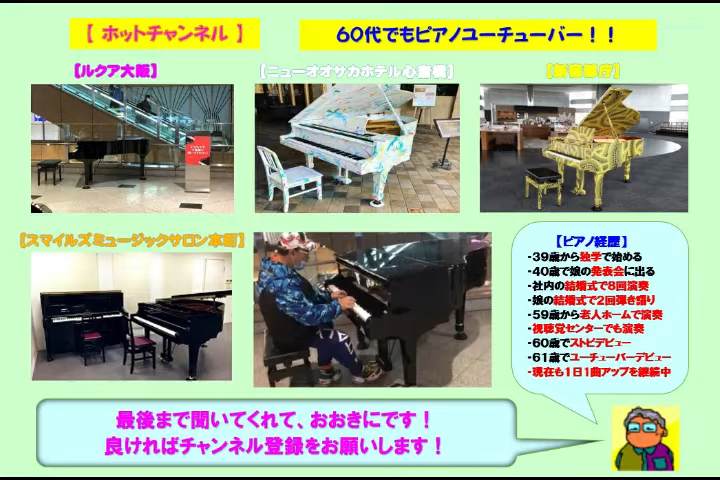 【 ホットチャンネル 】
60代でもピアノユーチューバー！！
【ルクア大阪】
【ニューオオサカホテル心斎橋】
【新宿都庁】
【スマイルズミュージックサロン本町】
【ピアノ経歴】
・39歳から独学で始める
・40歳で娘の発表会に出る
・社内の結婚式で8回演奏
・娘の結婚式で2回弾き語り
・59歳から老人ホームで演奏
・視聴覚センターでも演奏
・60歳でストピデビュー
・61歳でユーチューバーデビュー
・現在も1日1曲アップを継続中
最後まで聞いてくれて、おおきにです！
良ければチャンネル登録をお願いします！